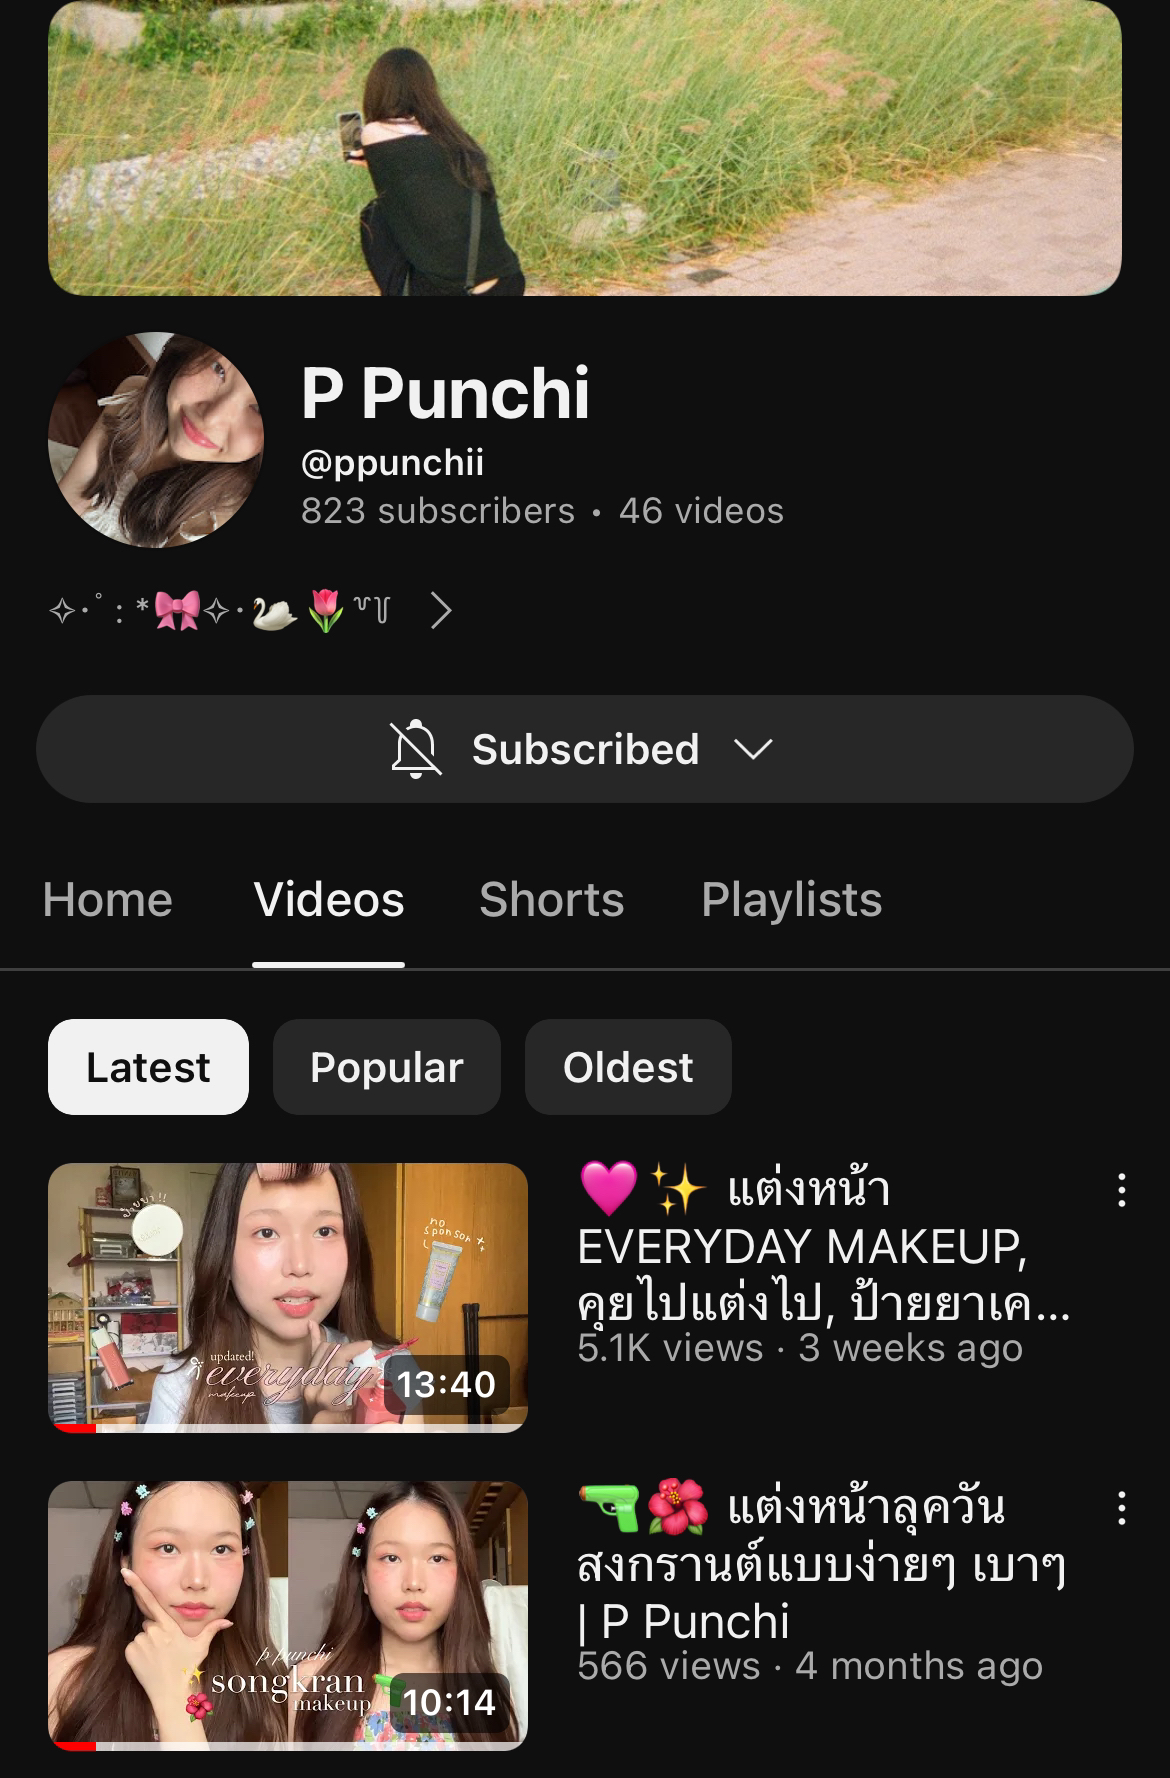 P Punchi
@ppunchii
823 subscribers • 46 videos
✧･ﾟ: *🎀✧･🦢🌷
Subscribed
Home Videos Shorts Playlists
Latest Popular Oldest
ป้ายยา!!
no
sponsor
updated!
everyday
makeup
13:40
🩷✨ แต่งหน้า
EVERYDAY MAKEUP,
คุยไปแต่งไป, ป้ายยาเค...
5.1K views · 3 weeks ago
p punchi
songkran
makeup
10:14
🔫🌺 แต่งหน้าลุควัน
สงกรานต์แบบง่ายๆ เบาๆ
| P Punchi
566 views · 4 months ago